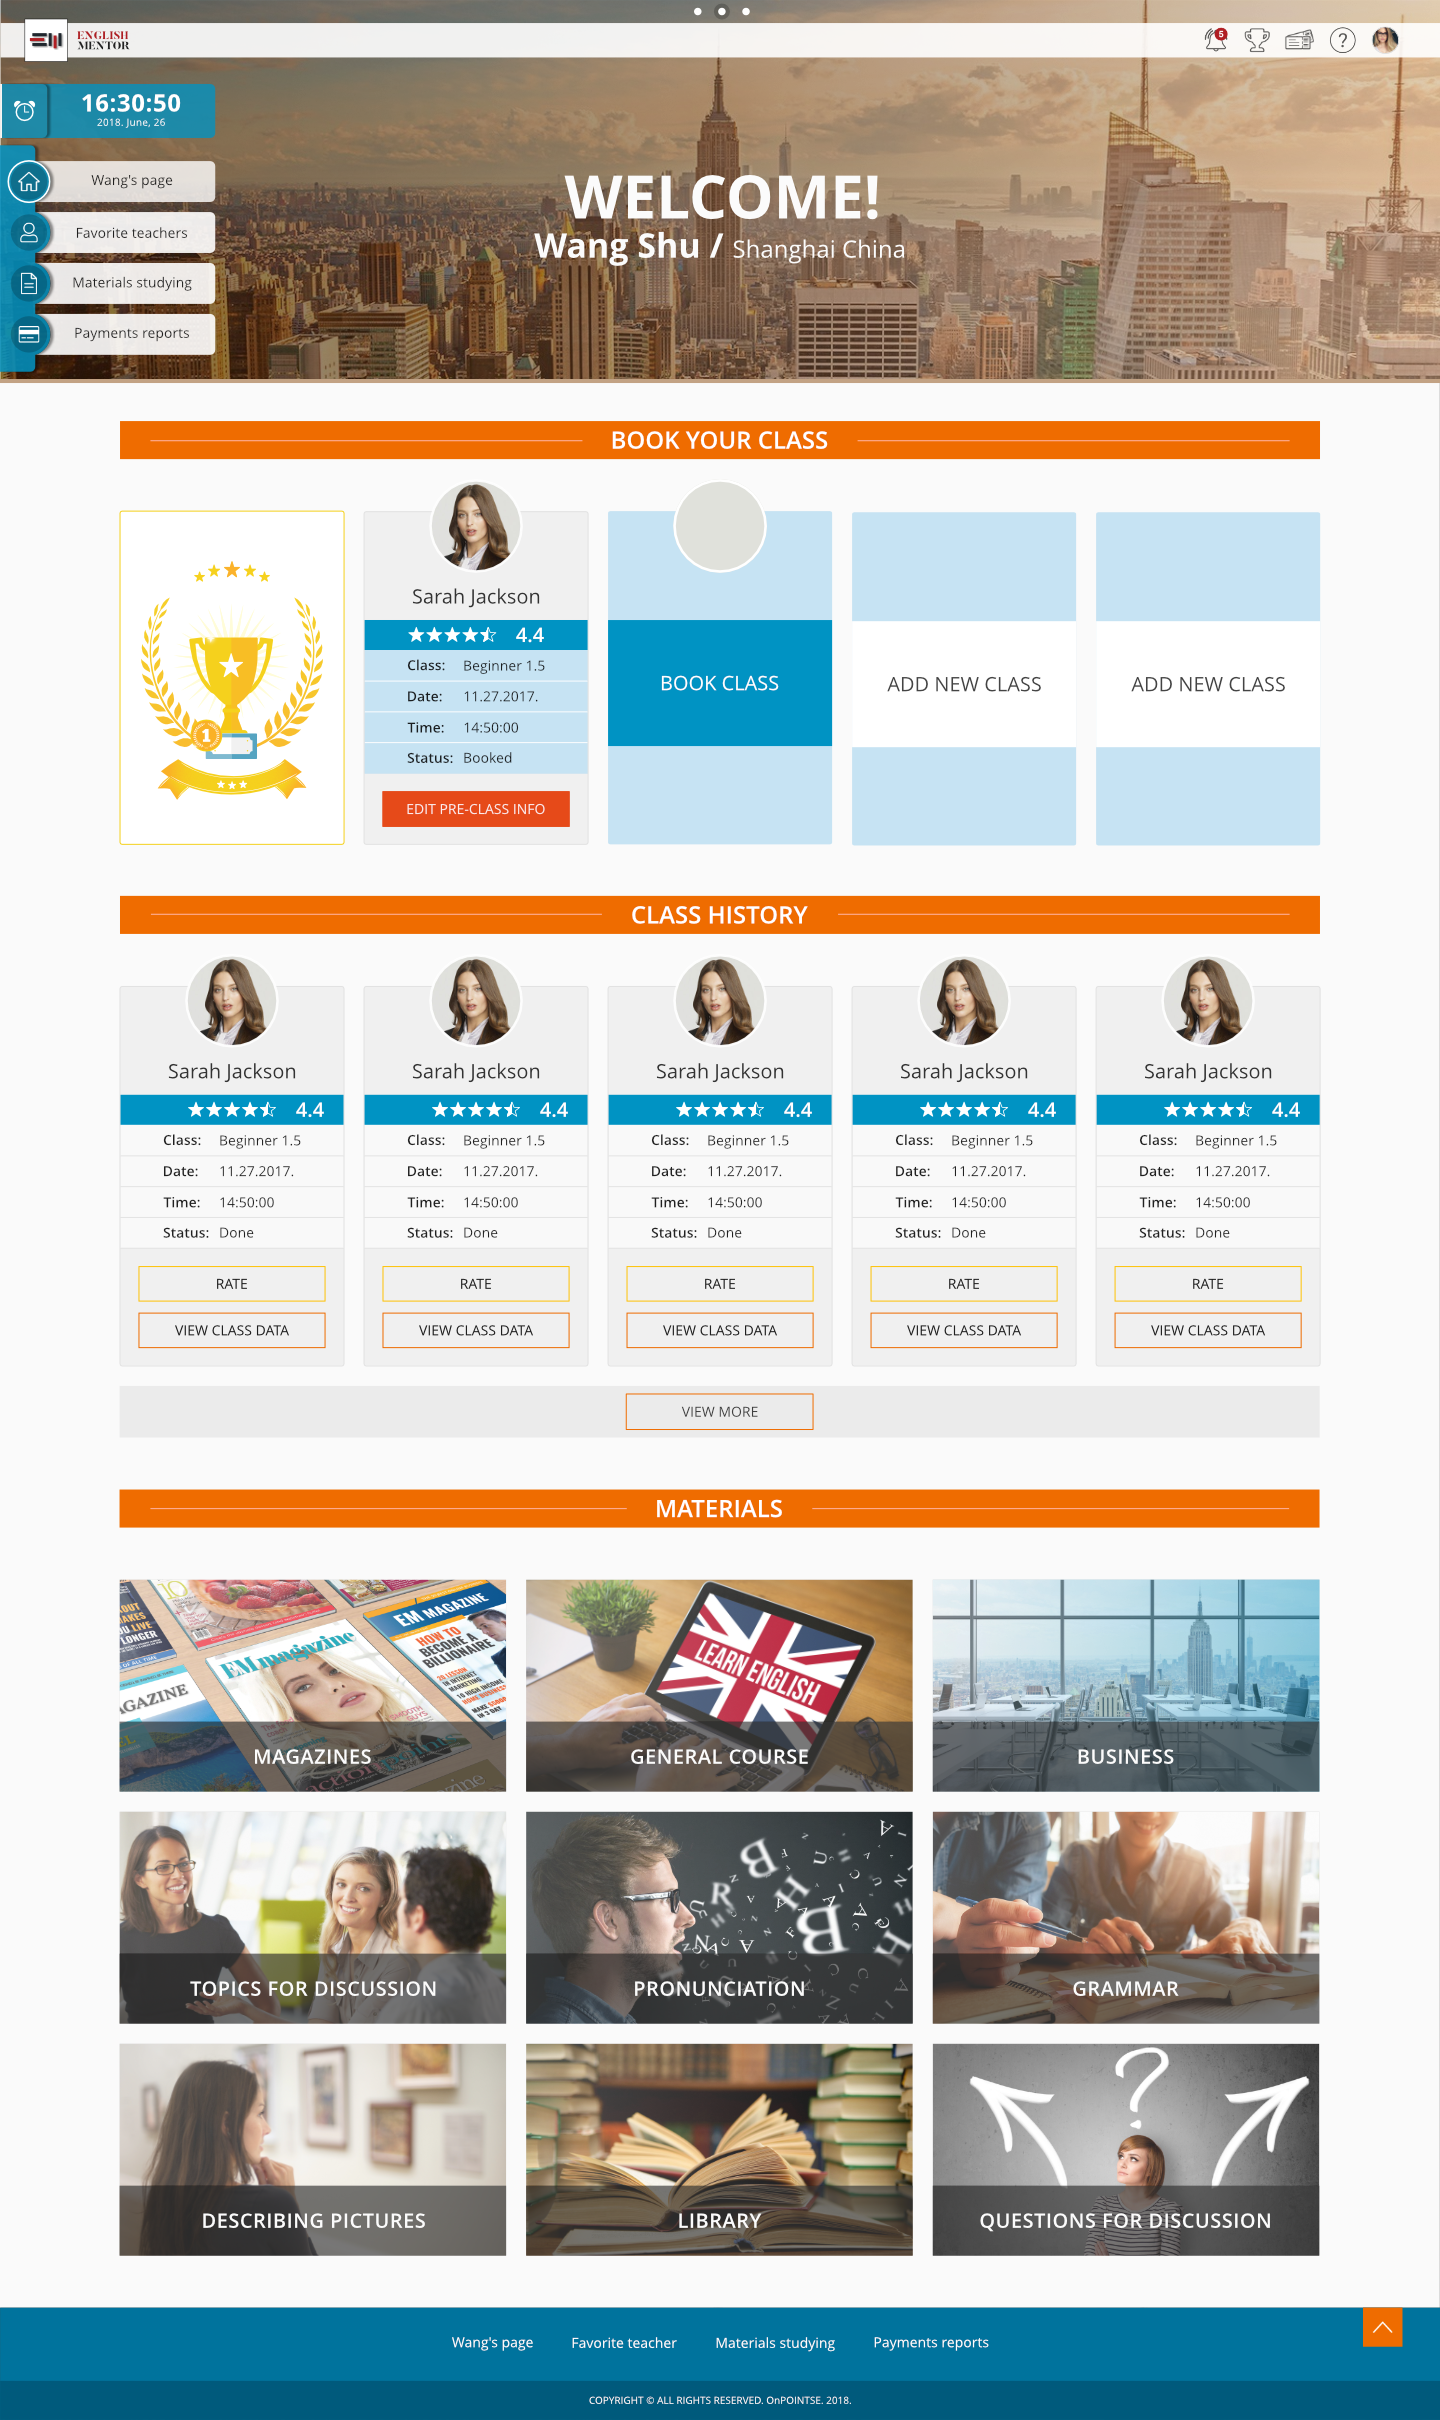 ENGLISH
MENTOR
5
?
16:30:50
2018. June, 26
Wang's page
Favorite teachers
Materials studying
Payments reports
WELCOME!
Wang Shu / Shanghai China
BOOK YOUR CLASS
1
Sarah Jackson
4.4
Class: Beginner 1.5
Date: 11.27.2017.
Time: 14:50:00
Status: Booked
EDIT PRE-CLASS INFO
BOOK CLASS
ADD NEW CLASS
ADD NEW CLASS
CLASS HISTORY
Sarah Jackson
4.4
Class: Beginner 1.5
Date: 11.27.2017.
Time: 14:50:00
Status: Done
RATE
VIEW CLASS DATA
Sarah Jackson
4.4
Class: Beginner 1.5
Date: 11.27.2017.
Time: 14:50:00
Status: Done
RATE
VIEW CLASS DATA
Sarah Jackson
4.4
Class: Beginner 1.5
Date: 11.27.2017.
Time: 14:50:00
Status: Done
RATE
VIEW CLASS DATA
Sarah Jackson
4.4
Class: Beginner 1.5
Date: 11.27.2017.
Time: 14:50:00
Status: Done
RATE
VIEW CLASS DATA
Sarah Jackson
4.4
Class: Beginner 1.5
Date: 11.27.2017.
Time: 14:50:00
Status: Done
RATE
VIEW CLASS DATA
VIEW MORE
MATERIALS
EM MAGAZINE
HOW TO
BECOME A
BILLIONAIRE
EM magazine
LONGER
MAGAZINES
LEARN ENGLISH
GENERAL COURSE
BUSINESS
TOPICS FOR DISCUSSION
PRONUNCIATION
GRAMMAR
DESCRIBING PICTURES
LIBRARY
?
QUESTIONS FOR DISCUSSION
Wang's page
Favorite teacher
Materials studying
Payments reports
COPYRIGHT © ALL RIGHTS RESERVED. OnPOINTSE. 2018.